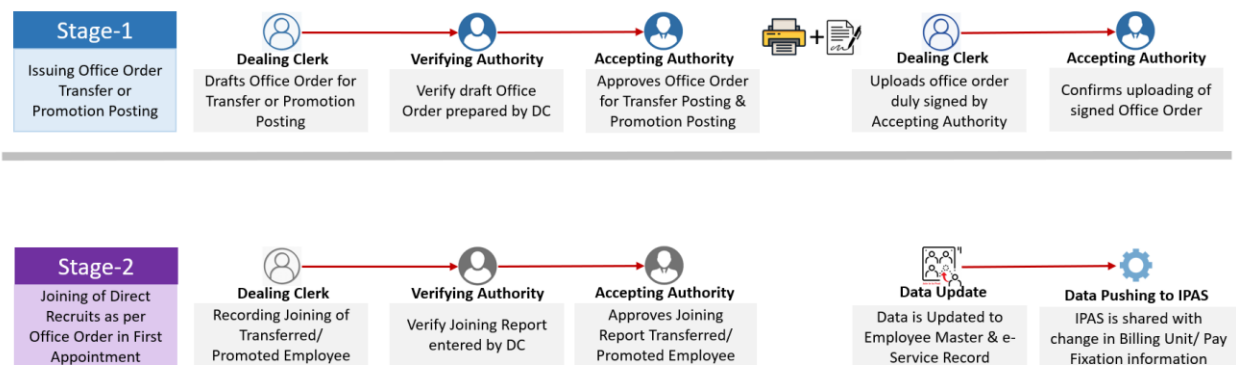 Stage-1
Issuing Office Order
Transfer or
Promotion Posting
Dealing Clerk
Drafts Office Order for
Transfer or Promotion
Posting
Verifying Authority
Verify draft Office
Order prepared by DC
Accepting Authority
Approves Office Order
for Transfer Posting &
Promotion Posting
+
Dealing Clerk
Uploads office order
duly signed by
Accepting Authority
Accepting Authority
Confirms uploading of
signed Office Order
Stage-2
Joining of Direct
Recruits as per
Office Order in First
Appointment
Dealing Clerk
Recording Joining of
Transferred/
Promoted Employee
Verifying Authority
Verify Joining Report
entered by DC
Accepting Authority
Approves Joining
Report Transferred/
Promoted Employee
Data Update
Data is Updated to
Employee Master & e-
Service Record
Data Pushing to IPAS
IPAS is shared with
change in Billing Unit/ Pay
Fixation information